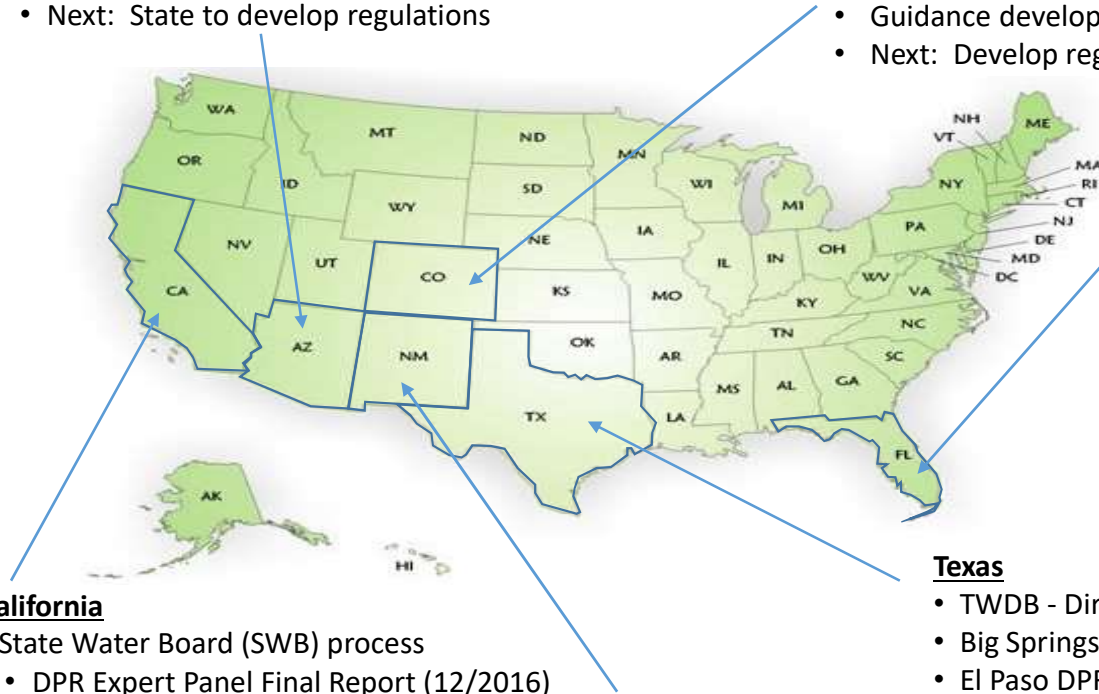 • Next: State to develop regulations
• Guidance develop
• Next: Develop reg
WA
MT
ND
MN
OR
ID
SD
WI
WY
MI
NH
VT
ME
MA
RI
NY
CT
NJ
PA
DE
MD
DC
NV
UT
CO
NE
IA
IL
IN
OH
WV
VA
CA
KS
MO
KY
NC
AZ
NM
OK
AR
TN
SC
TX
LA
MS
AL
GA
FL
AK
HI
alifornia
State Water Board (SWB) process
• DPR Expert Panel Final Report (12/2016)
Texas
• TWDB - Dir
• Big Springs
• El Paso DPR